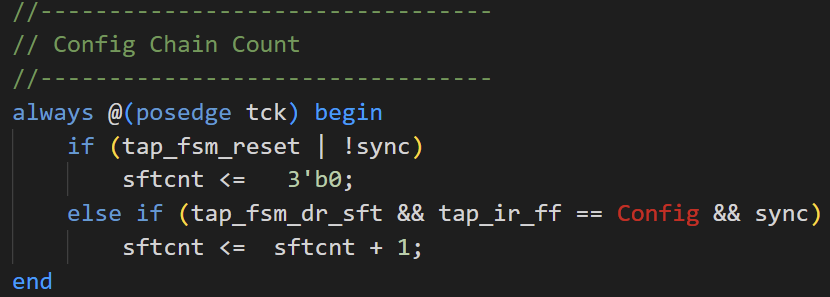 //---------------------------------
// Config Chain Count
//---------------------------------
always @(posedge tck) begin
    if (tap_fsm_reset | !sync)
        sftcnt <=   3'b0;
    else if (tap_fsm_dr_sft && tap_ir_ff == Config && sync)
        sftcnt <=  sftcnt + 1;
end